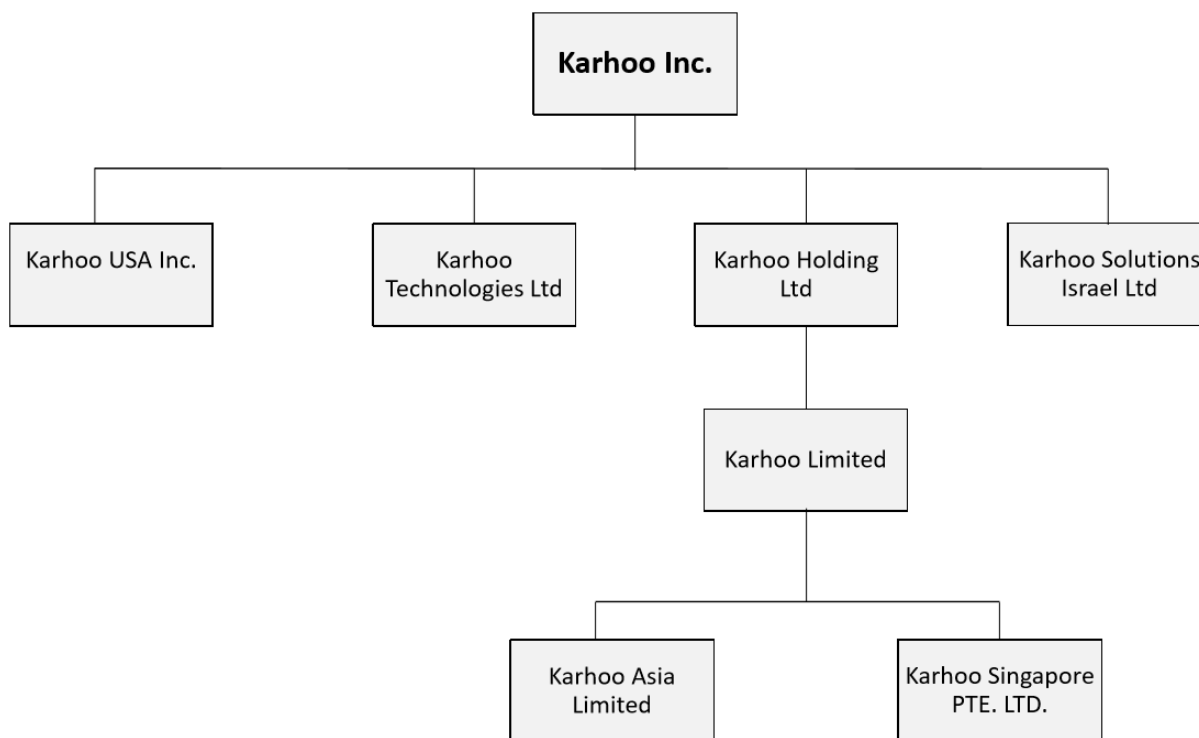 Karhoo Inc.
Karhoo USA Inc.
Karhoo
Technologies Ltd
Karhoo Holding
Ltd
Karhoo Solutions
Israel Ltd
Karhoo Limited
Karhoo Asia
Limited
Karhoo Singapore
PTE. LTD.